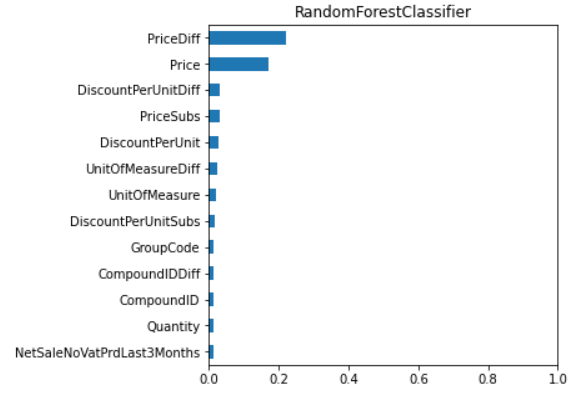 RandomForestClassifier
PriceDiff
Price
DiscountPerUnitDiff
PriceSubs
DiscountPerUnit
UnitOfMeasureDiff
UnitOfMeasure
DiscountPerUnitSubs
GroupCode
CompoundIDDiff
CompoundID
Quantity
NetSaleNoVatPrdLast3Months
0.0 0.2 0.4 0.6 0.8 1.0